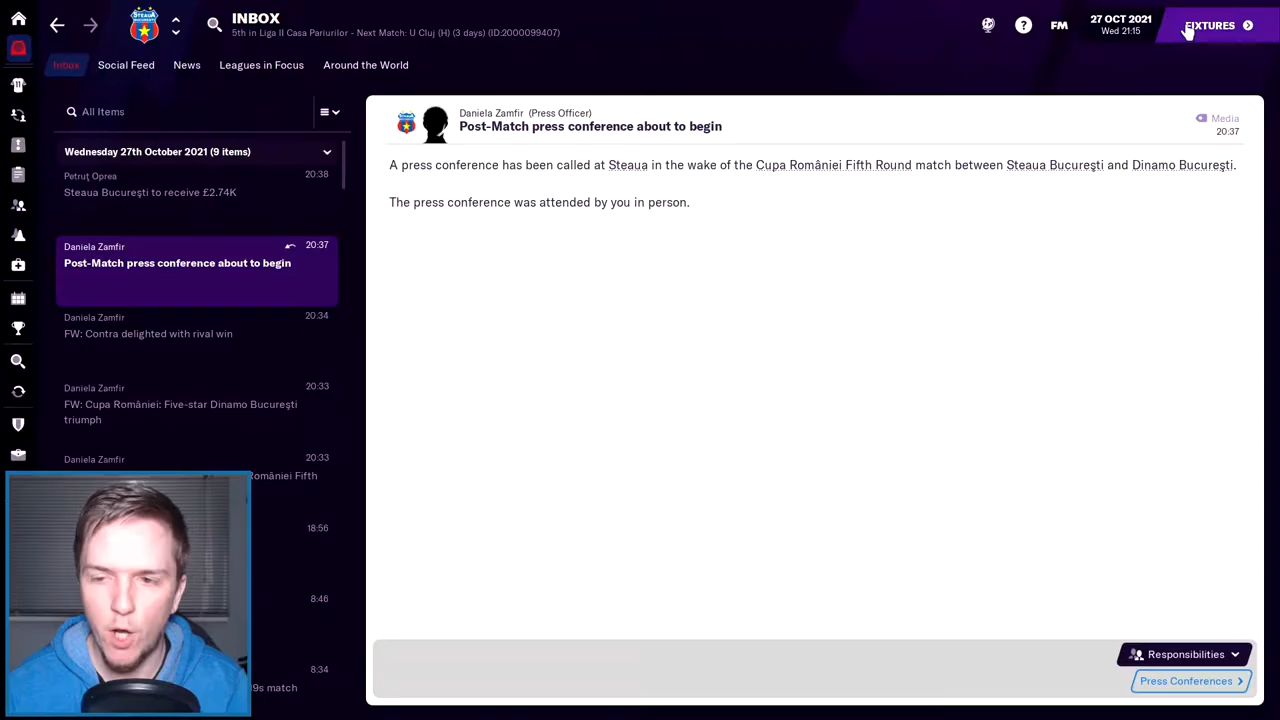 INBOX
5th in Liga II Casa Pariurilor - Next Match: U Cluj (H) (3 days) (ID:2000099407)
FM
27 OCT 2021
Wed 21:15
FIXTURES
Inbox
Social Feed
News
Leagues in Focus
Around the World
All Items
Wednesday 27th October 2021 (9 items)
Petruț Oprea
20:38
Steaua București to receive £2.74K
Daniela Zamfir
20:37
Post-Match press conference about to begin
Daniela Zamfir
20:34
FW: Contra delighted with rival win
Daniela Zamfir
20:33
FW: Cupa României: Five-star Dinamo București
triumph
Daniela Zamfir
20:33
României Fifth
18:56
8:46
8:34
9s match
Daniela Zamfir (Press Officer)
Post-Match press conference about to begin
Media
20:37
A press conference has been called at Steaua in the wake of the Cupa României Fifth Round match between Steaua București and Dinamo București.
The press conference was attended by you in person.
Responsibilities
Press Conferences
STEAUA
BUCUREȘTI
11
?